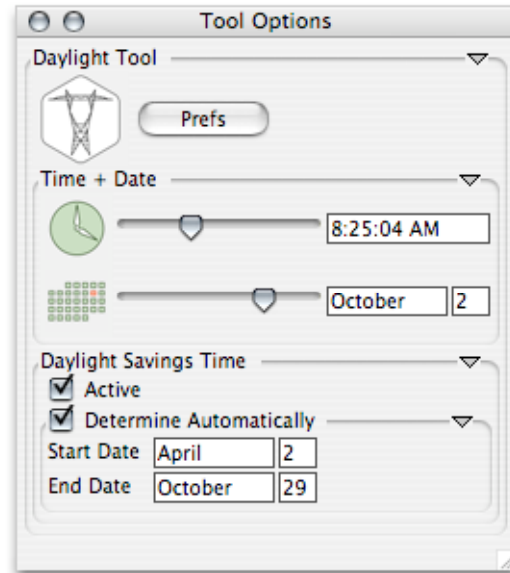 Tool Options
Daylight Tool
Prefs
Time + Date
8:25:04 AM
October 2
Daylight Savings Time
Active
Determine Automatically
Start Date April 2
End Date October 29